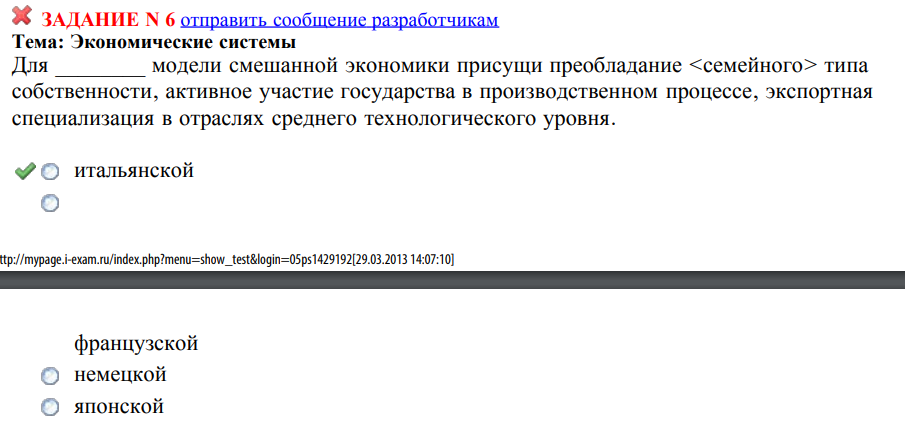 ЗАДАНИЕ N 6 отправить сообщение разработчикам
Тема: Экономические системы
Для ________ модели смешанной экономики присущи преобладание <семейного> типа
собственности, активное участие государства в производственном процессе, экспортная
специализация в отраслях среднего технологического уровня.
итальянской
ttp://mypage.i-exam.ru/index.php?menu=show_test&login=05ps1429192[29.03.2013 14:07:10]
французской
немецкой
японской